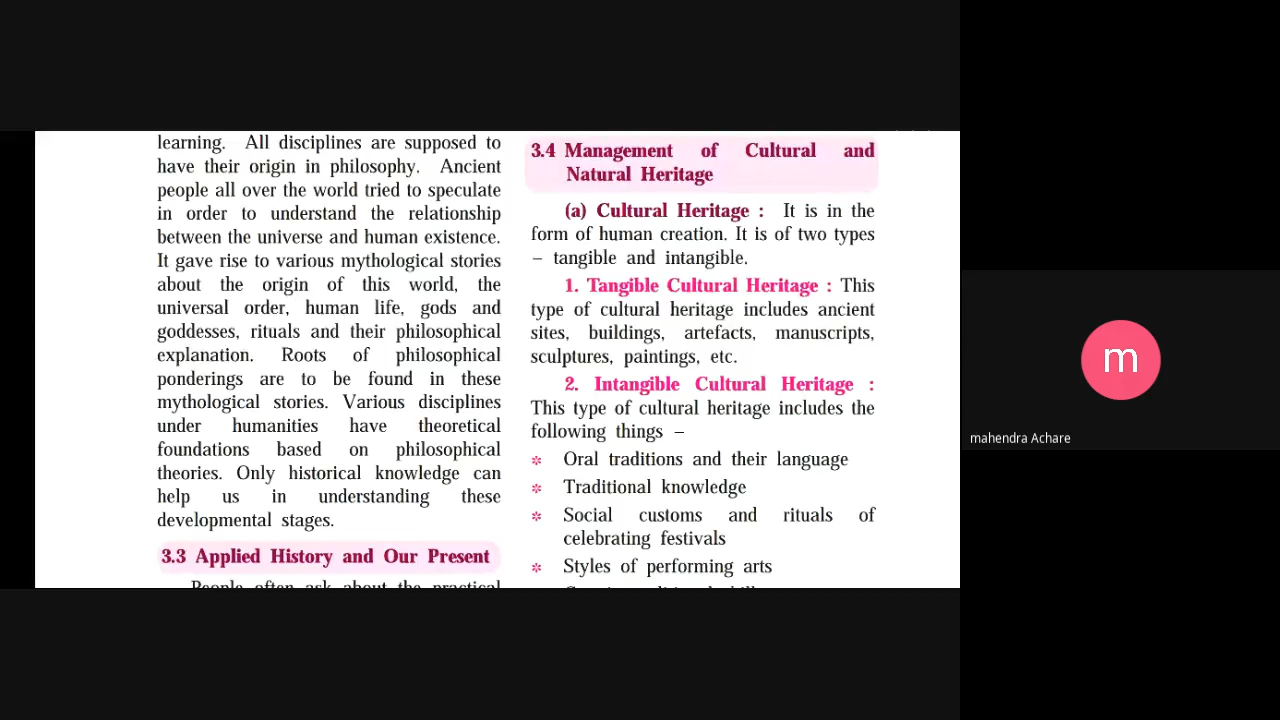 learning. All disciplines are supposed to
have their origin in philosophy. Ancient
people all over the world tried to speculate
in order to understand the relationship
between the universe and human existence.
It gave rise to various mythological stories
about the origin of this world, the
universal order, human life, gods and
goddesses, rituals and their philosophical
explanation. Roots of philosophical
ponderings are to be found in these
mythological stories. Various disciplines
under humanities have theoretical
foundations based on philosophical
theories. Only historical knowledge can
help us in understanding these
developmental stages.
3.3 Applied History and Our Present
People often ask about the practical
3.4 Management of Cultural and
Natural Heritage
(a) Cultural Heritage : It is in the
form of human creation. It is of two types
– tangible and intangible.
1. Tangible Cultural Heritage : This
type of cultural heritage includes ancient
sites, buildings, artefacts, manuscripts,
sculptures, paintings, etc.
2. Intangible Cultural Heritage :
This type of cultural heritage includes the
following things –
* Oral traditions and their language
* Traditional knowledge
* Social customs and rituals of
celebrating festivals
* Styles of performing arts
m
mahendra Achare